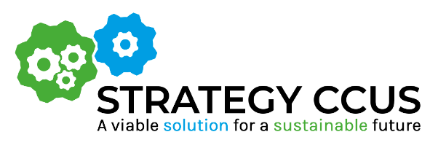 STRATEGY CCUS
A viable solution for a sustainable future